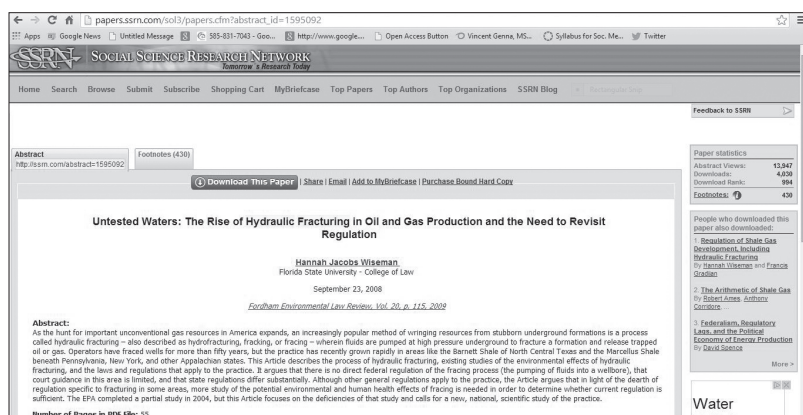 papers.ssrn.com/sol3/papers.cfm?abstract_id=1595092
Apps Google News Untitled Message 585-831-7043 - Goo... http://www.google.... Open Access Button Vincent Genna, MS... Syllabus for Soc. Me... Twitter
SSRN SOCIAL SCIENCE RESEARCH NETWORK
Tomorrow's Research Today
Home Search Browse Submit Subscribe Shopping Cart MyBriefcase Top Papers Top Authors Top Organizations SSRN Blog
Feedback to SSRN
Abstract
http://ssrn.com/abstract=1595092
Footnotes (430)
Download This Paper | Share | Email | Add to MyBriefcase | Purchase Bound Hard Copy
Untested Waters: The Rise of Hydraulic Fracturing in Oil and Gas Production and the Need to Revisit
Regulation
Hannah Jacobs Wiseman
Florida State University - College of Law
September 23, 2008
Fordham Environmental Law Review, Vol. 20, p. 115, 2009
Abstract:
As the hunt for important unconventional gas resources in America expands, an increasingly popular method of wringing resources from stubborn underground formations is a process
called hydraulic fracturing – also described as hydrofracturing, fracking, or fracing – wherein fluids are pumped at high pressure underground to fracture a formation and release trapped
oil or gas. Operators have fraced wells for more than fifty years, but the practice has recently grown rapidly in areas like the Barnett Shale of North Central Texas and the Marcellus Shale
beneath Pennsylvania, New York, and other Appalachian states. This Article describes the process of hydraulic fracturing, existing studies of the environmental effects of hydraulic
fracturing, and the laws and regulations that apply to the practice. It argues that there is no direct federal regulation of the fracing process (the pumping of fluids into a wellbore), that
court guidance in this area is limited, and that state regulations differ substantially. Although other general regulations apply to the practice, the Article argues that in light of the dearth of
regulation specific to fracturing in some areas, more study of the potential environmental and human health effects of fracing is needed in order to determine whether current regulation is
sufficient. The EPA completed a partial study in 2004, but this Article focuses on the deficiencies of that study and calls for a new, national, scientific study of the practice.
Number of Pages in PDF File: 55
Paper statistics
Abstract Views: 13,947
Downloads: 4,030
Download Rank: 994
Footnotes: 430
People who downloaded this
paper also downloaded:
1. Regulation of Shale Gas
Development, Including
Hydraulic Fracturing
By Hannah Wiseman and Francis
Gradijan
2. The Arithmetic of Shale Gas
By Robert Ames, Anthony
Corridore, ...
3. Federalism, Regulatory
Lags, and the Political
Economy of Energy Production
By David Spence
More >
Water